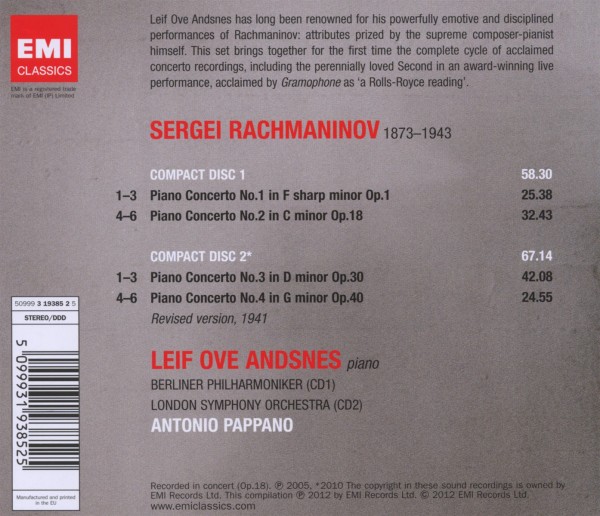 EMI
CLASSICS
EMI is a registered trade
mark of EMI (IP) Limited
Leif Ove Andsnes has long been renowned for his powerfully emotive and disciplined
performances of Rachmaninov: attributes prized by the supreme composer-pianist
himself. This set brings together for the first time the complete cycle of acclaimed
concerto recordings, including the perennially loved Second in an award-winning live
performance, acclaimed by Gramophone as ‘a Rolls-Royce reading’.
SERGEI RACHMANINOV 1873–1943
COMPACT DISC 1 58.30
1–3 Piano Concerto No.1 in F sharp minor Op.1 25.38
4–6 Piano Concerto No.2 in C minor Op.18 32.43
COMPACT DISC 2* 67.14
1–3 Piano Concerto No.3 in D minor Op.30 42.08
4–6 Piano Concerto No.4 in G minor Op.40 24.55
Revised version, 1941
LEIF OVE ANDSNES piano
BERLINER PHILHARMONIKER (CD1)
LONDON SYMPHONY ORCHESTRA (CD2)
ANTONIO PAPPANO
50999 3 19385 2 5
STEREO/DDD
5 099931 938525
Manufactured and printed
in the EU
Recorded in concert (Op.18). ℗ 2005, *2010 The copyright in these sound recordings is owned by
EMI Records Ltd. This compilation ℗ 2012 by EMI Records Ltd. © 2012 EMI Records Ltd.
www.emiclassics.com